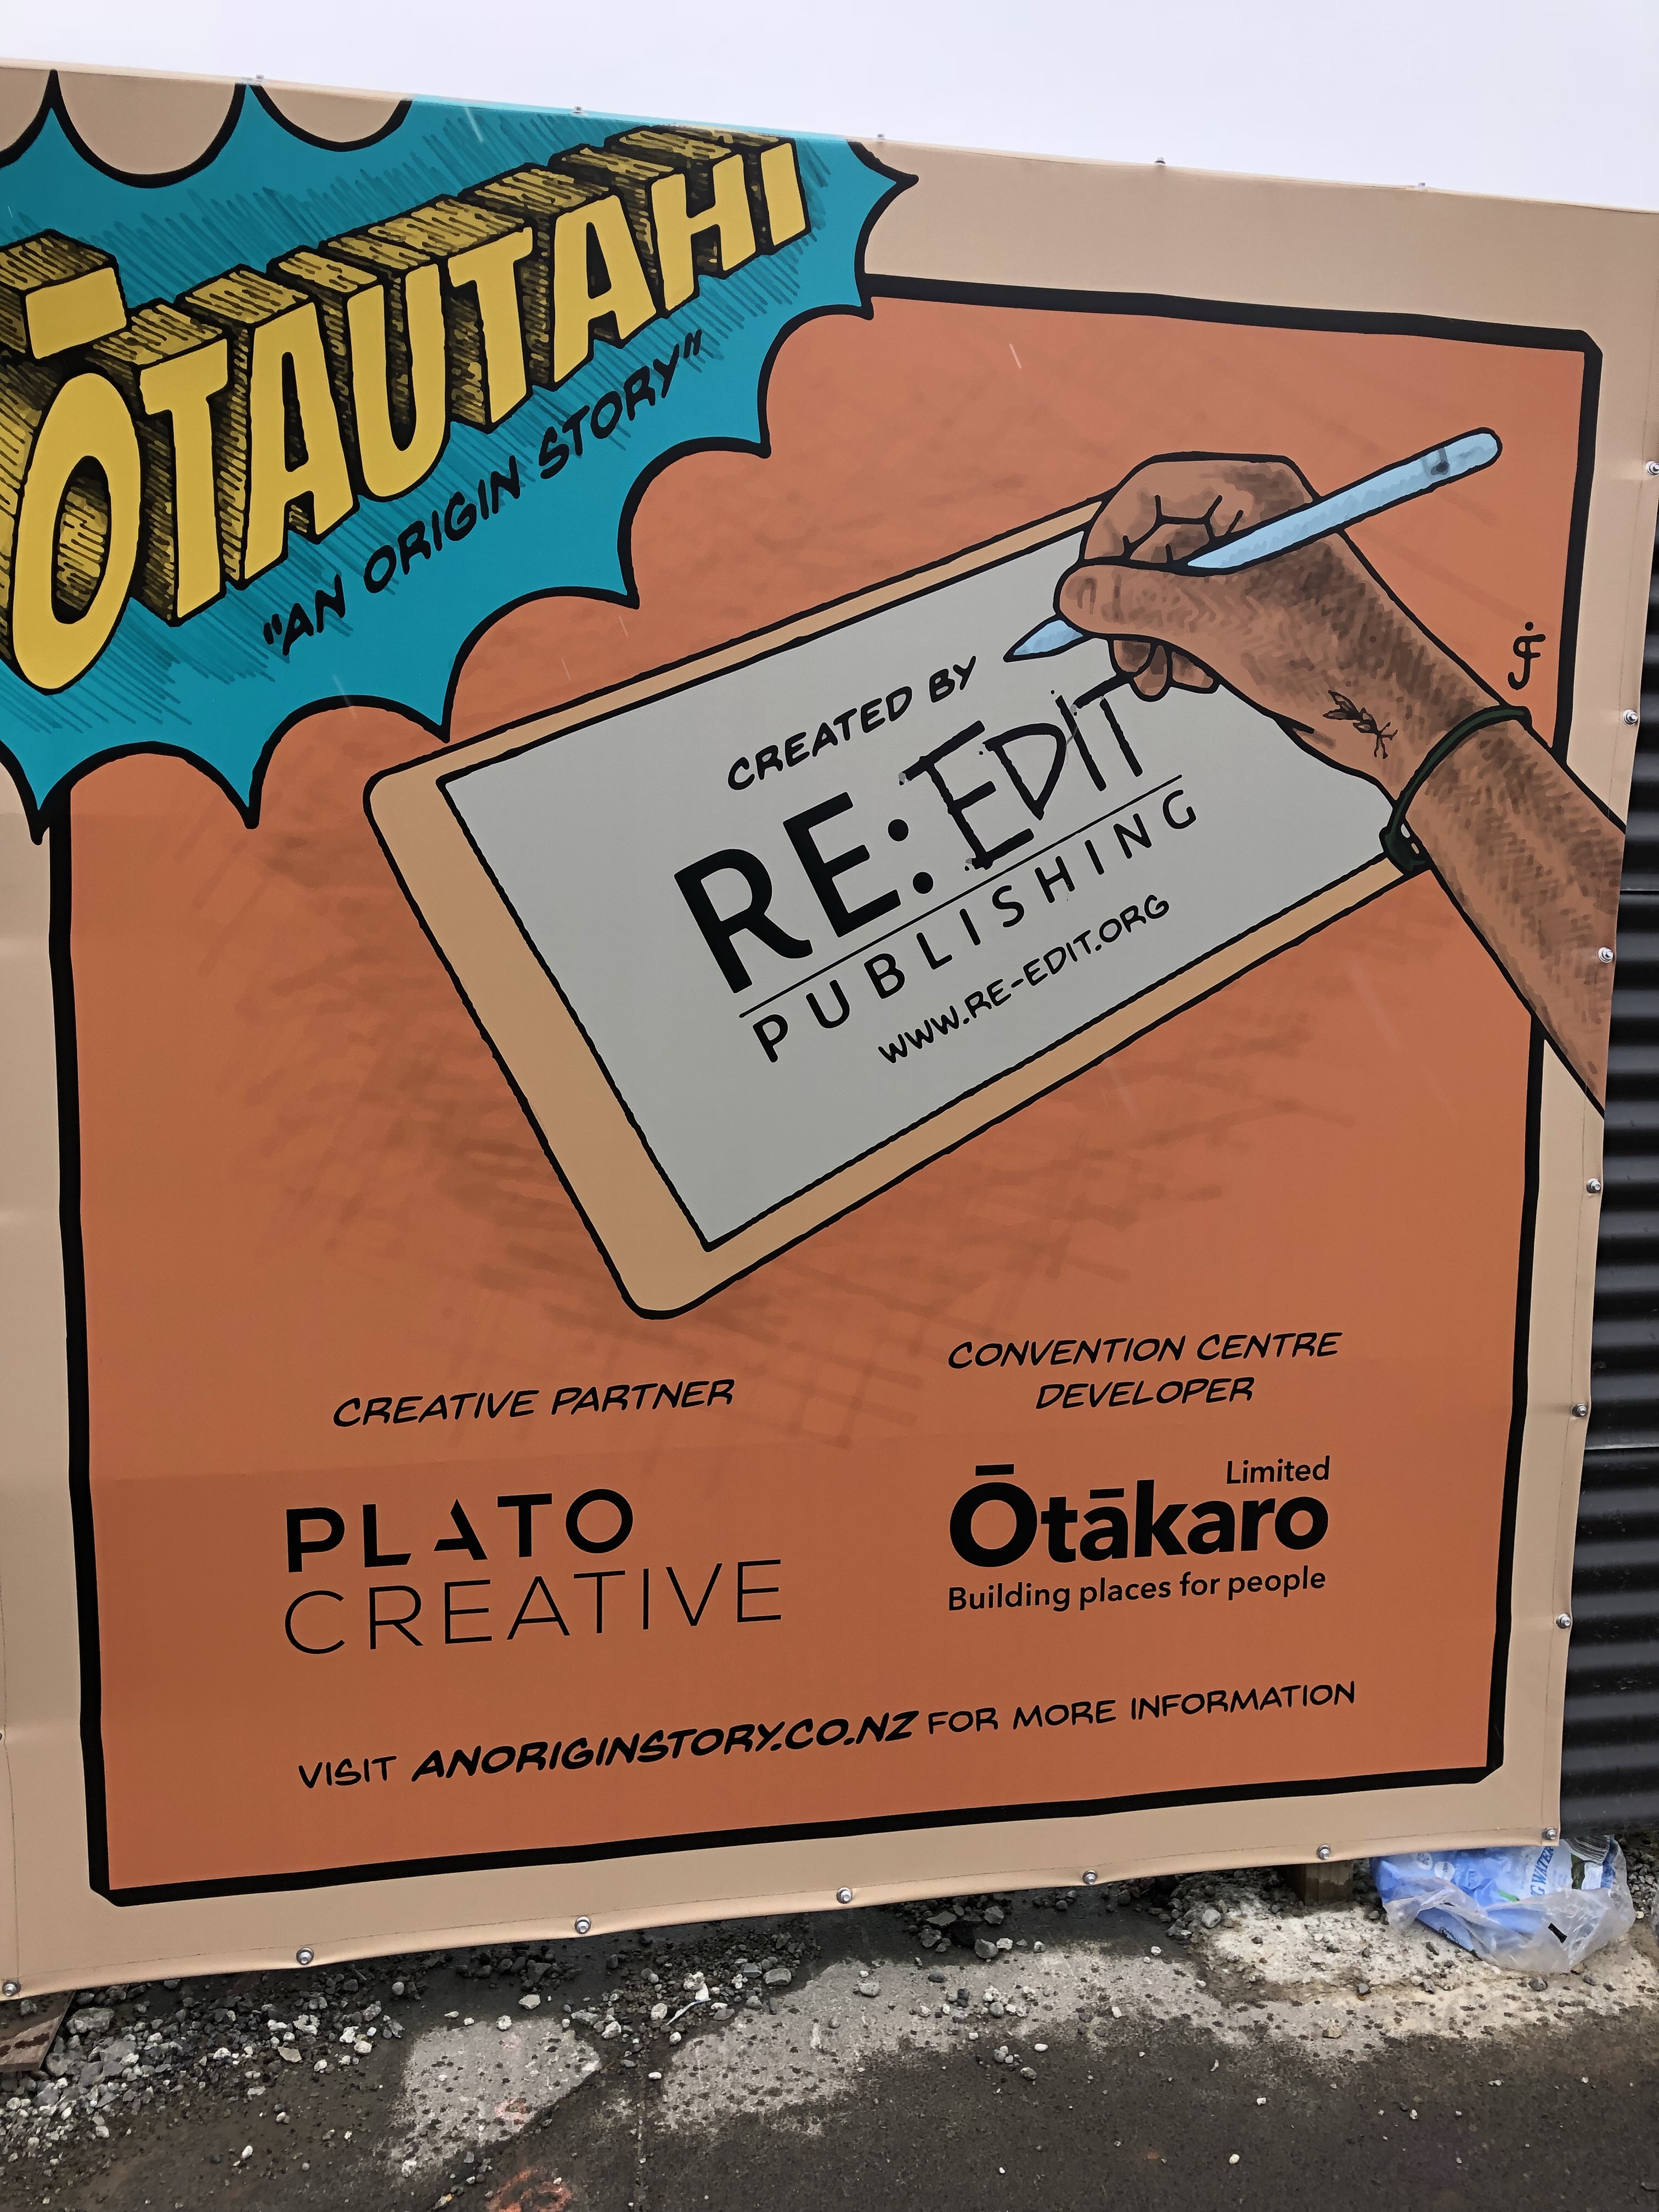 ŌTAUTAHI
"AN ORIGIN STORY"
CREATED BY
RE:EDIT
PUBLISHING
WWW.RE-EDIT.ORG
CREATIVE PARTNER
PLATO
CREATIVE
CONVENTION CENTRE
DEVELOPER
Limited
Ōtākaro
Building places for people
VISIT ANORIGINSTORY.CO.NZ FOR MORE INFORMATION